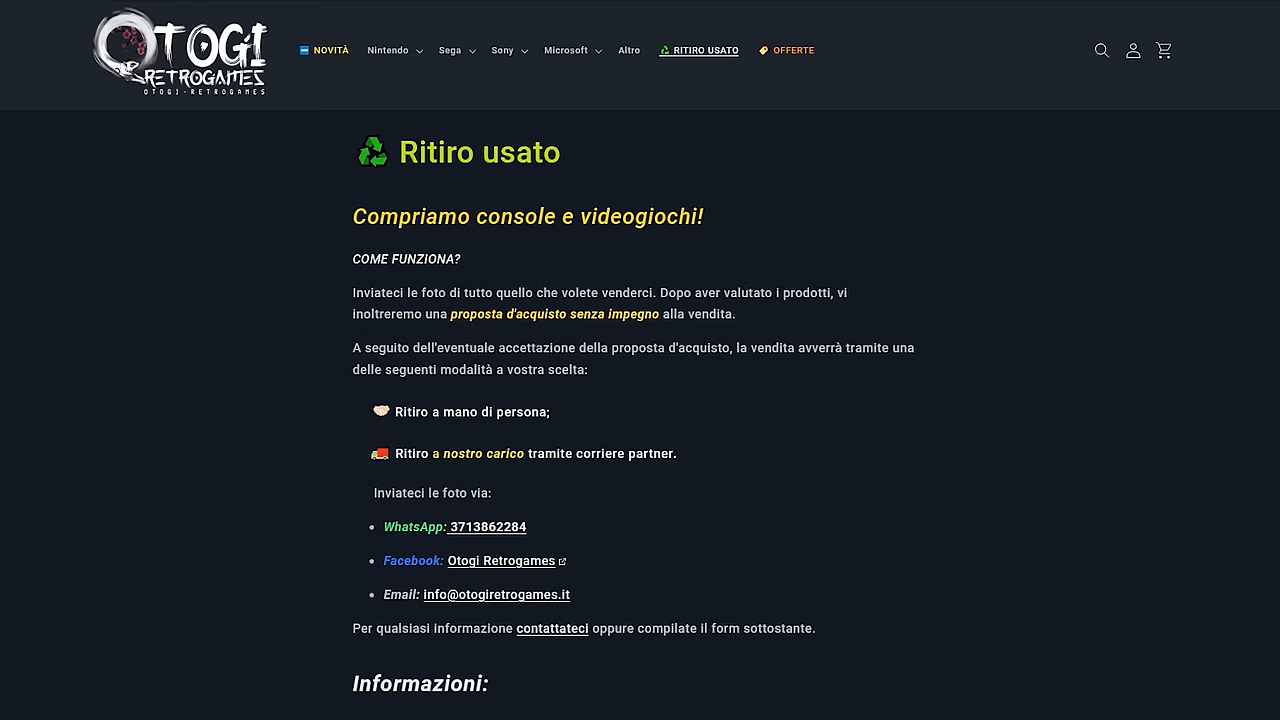 OTOGI
RETROGAMES
OTOGI-RETROGAMES
NOVITÀ
Nintendo
Sega
Sony
Microsoft
Altro
RITIRO USATO
OFFERTE
Ritiro usato
Compriamo console e videogiochi!
COME FUNZIONA?
Inviateci le foto di tutto quello che volete venderci. Dopo aver valutato i prodotti, vi
inoltreremo una proposta d'acquisto senza impegno alla vendita.
A seguito dell'eventuale accettazione della proposta d'acquisto, la vendita avverrà tramite una
delle seguenti modalità a vostra scelta:
Ritiro a mano di persona;
Ritiro a nostro carico tramite corriere partner.
Inviateci le foto via:
• WhatsApp: 3713862284
• Facebook: Otogi Retrogames
• Email: info@otogiretrogames.it
Per qualsiasi informazione contattateci oppure compilate il form sottostante.
Informazioni: